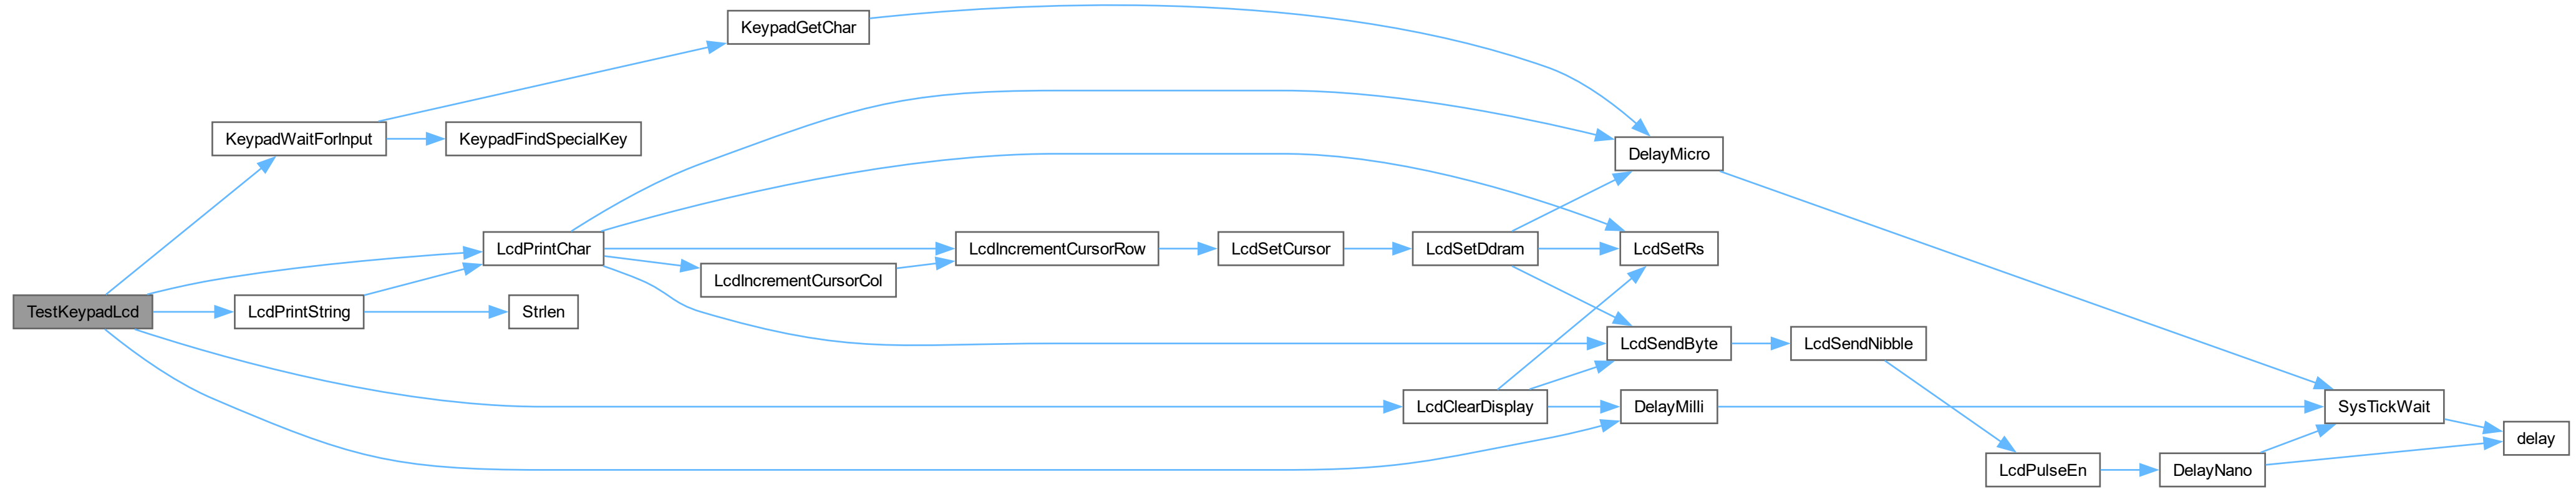 KeypadGetChar
KeypadWaitForInput
KeypadFindSpecialKey
DelayMicro
LcdPrintChar
LcdIncrementCursorRow
LcdSetCursor
LcdSetDdram
LcdSetRs
LcdIncrementCursorCol
TestKeypadLcd
LcdPrintString
Strlen
LcdSendByte
LcdSendNibble
LcdClearDisplay
DelayMilli
SysTickWait
delay
LcdPulseEn
DelayNano